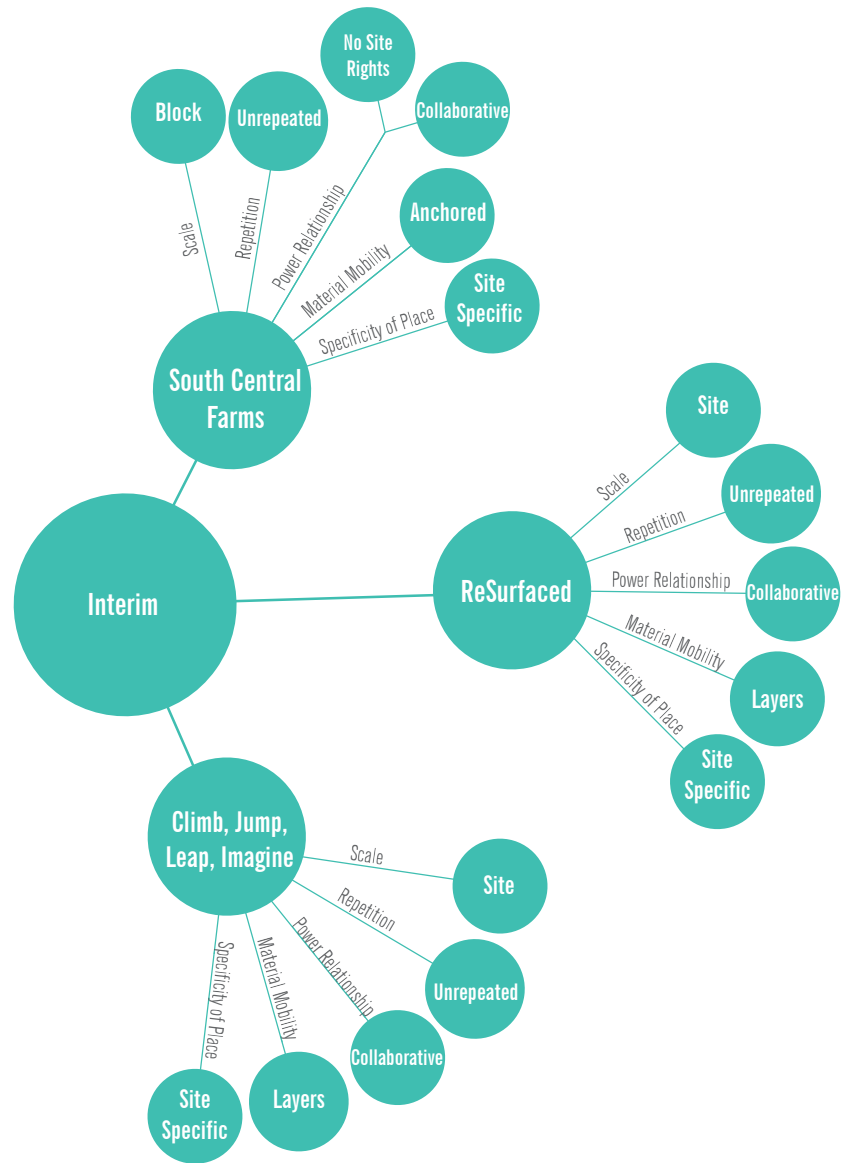 No Site
Rights
Block
Unrepeated
Collaborative
Scale
Repetition
Power Relationship
Anchored
Material Mobility
Site
Specific
Specificity of Place
South Central
Farms
Interim
ReSurfaced
Scale
Site
Repetition
Unrepeated
Power Relationship
Collaborative
Material Mobility
Layers
Specificity of Place
Site
Specific
Climb, Jump,
Leap, Imagine
Scale
Site
Repetition
Unrepeated
Power Relationship
Collaborative
Material Mobility
Layers
Specificity of Place
Site
Specific